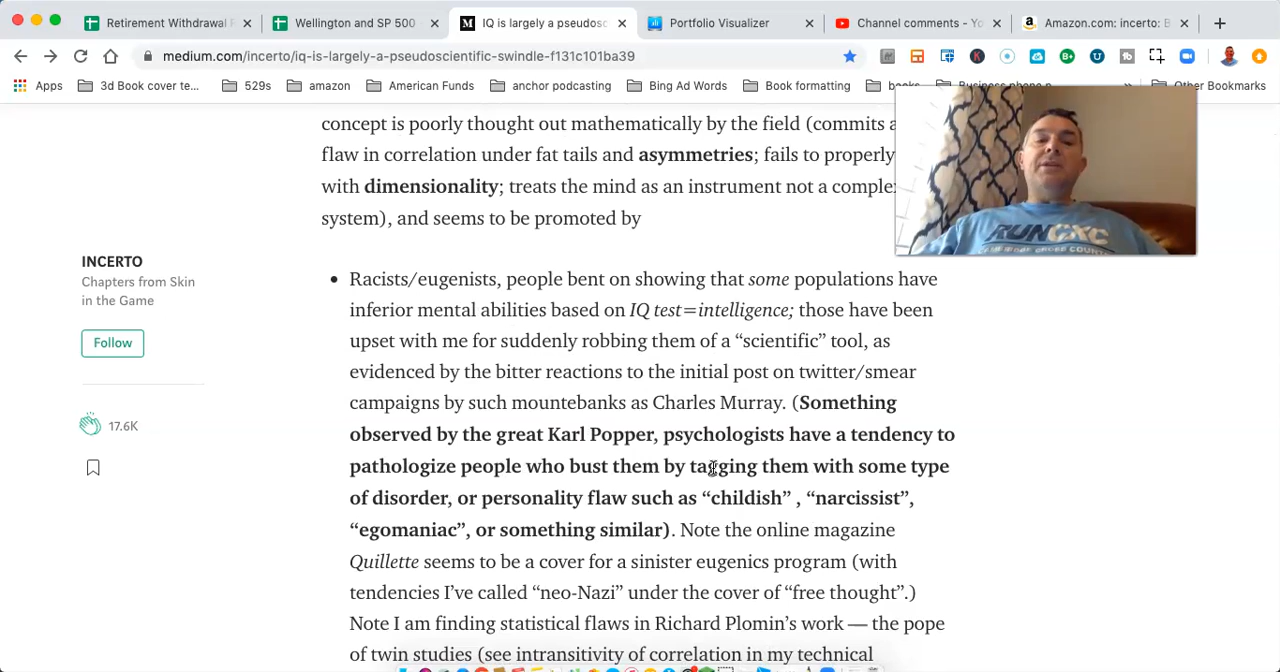 Retirement Withdrawal
Wellington and SP 500
IQ is largely a pseudosc
Portfolio Visualizer
Channel comments - Yo
Amazon.com: incerto: B
medium.com/incerto/iq-is-largely-a-pseudoscientific-swindle-f131c101ba39
Apps
3d Book cover te...
529s
amazon
American Funds
anchor podcasting
Bing Ad Words
Book formatting
books
Other Bookmarks
concept is poorly thought out mathematically by the field (commits a
flaw in correlation under fat tails and asymmetries; fails to properly
with dimensionality; treats the mind as an instrument not a comple
system), and seems to be promoted by
INCERTO
Chapters from Skin
in the Game
Follow
17.6K
• Racists/eugenists, people bent on showing that some populations have
inferior mental abilities based on IQ test=intelligence; those have been
upset with me for suddenly robbing them of a “scientific” tool, as
evidenced by the bitter reactions to the initial post on twitter/smear
campaigns by such mountebanks as Charles Murray. (Something
observed by the great Karl Popper, psychologists have a tendency to
pathologize people who bust them by tagging them with some type
of disorder, or personality flaw such as “childish” , “narcissist”,
“egomaniac”, or something similar). Note the online magazine
Quillette seems to be a cover for a sinister eugenics program (with
tendencies I’ve called “neo-Nazi” under the cover of “free thought”.)
Note I am finding statistical flaws in Richard Plomin’s work — the pope
of twin studies (see intransitivity of correlation in my technical
RUNCXC